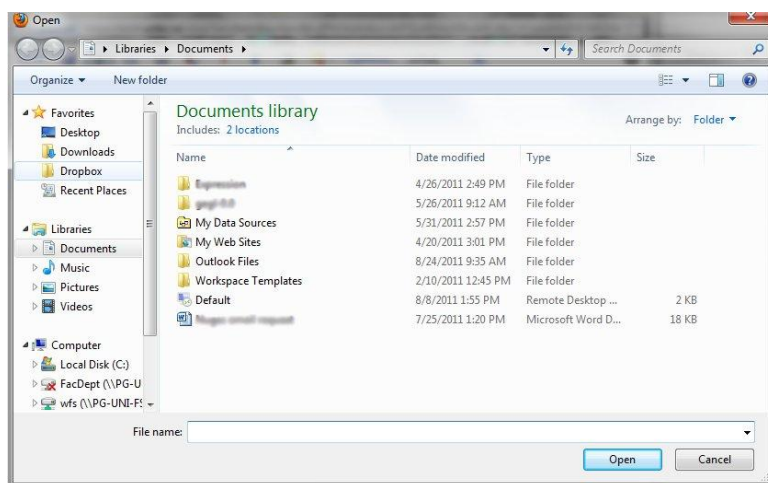 Open
Libraries Documents Search Documents
Organize New folder
Favorites
Desktop
Downloads
Dropbox
Recent Places
Libraries
Documents
Music
Pictures
Videos
Computer
Local Disk (C:)
FacDept (\\PG-U
wfs (\\PG-UNI-FS
Documents library
Includes: 2 locations
Arrange by: Folder
Name Date modified Type Size
4/26/2011 2:49 PM File folder
5/26/2011 9:12 AM File folder
My Data Sources 5/31/2011 2:57 PM File folder
My Web Sites 4/20/2011 3:01 PM File folder
Outlook Files 8/24/2011 9:35 AM File folder
Workspace Templates 2/10/2011 12:45 PM File folder
Default 8/8/2011 1:55 PM Remote Desktop ... 2 KB
7/25/2011 1:20 PM Microsoft Word D... 18 KB
File name:
Open Cancel